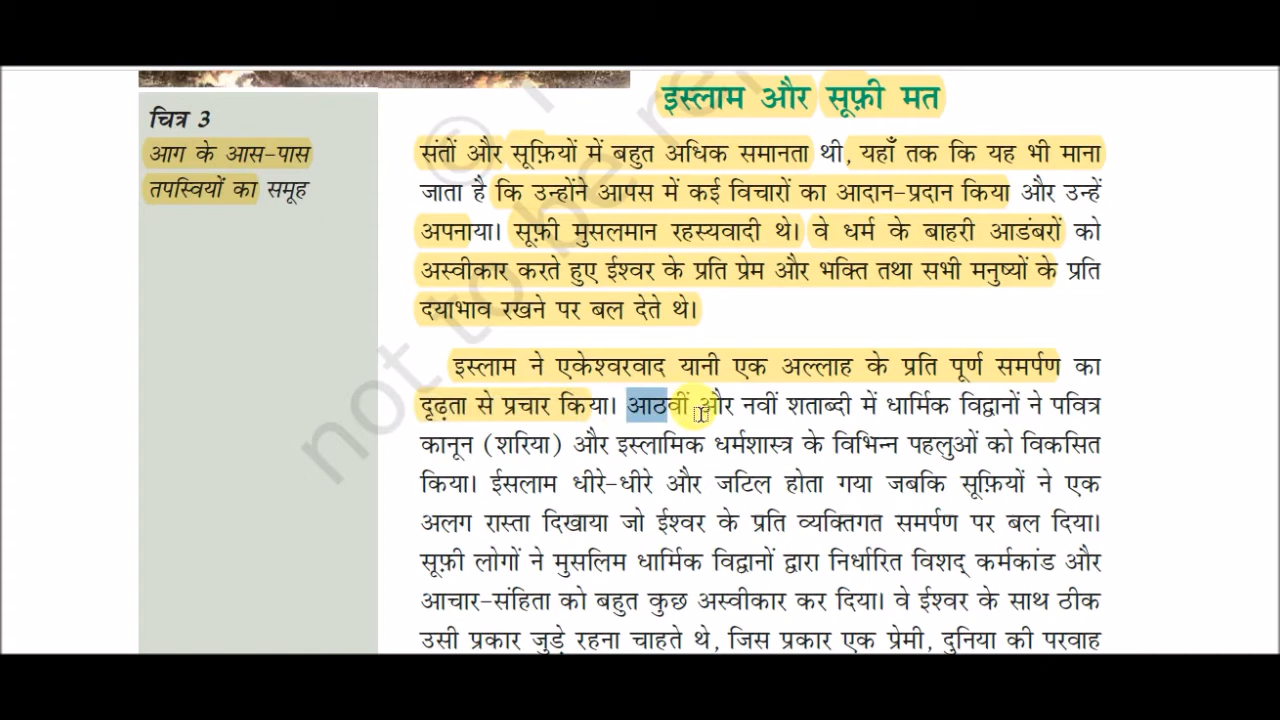 इस्लाम और सूफ़ी मत
चित्र 3
आग के आस-पास
तपस्वियों का समूह
संतों और सूफ़ियों में बहुत अधिक समानता थी, यहाँ तक कि यह भी माना
जाता है कि उन्होंने आपस में कई विचारों का आदान-प्रदान किया और उन्हें
अपनाया। सूफ़ी मुसलमान रहस्यवादी थे। वे धर्म के बाहरी आडंबरों को
अस्वीकार करते हुए ईश्वर के प्रति प्रेम और भक्ति तथा सभी मनुष्यों के प्रति
दयाभाव रखने पर बल देते थे।
इस्लाम ने एकेश्वरवाद यानी एक अल्लाह के प्रति पूर्ण समर्पण का
दृढ़ता से प्रचार किया। आठवीं और नवीं शताब्दी में धार्मिक विद्वानों ने पवित्र
कानून (शरिया) और इस्लामिक धर्मशास्त्र के विभिन्न पहलुओं को विकसित
किया। ईसलाम धीरे-धीरे और जटिल होता गया जबकि सूफ़ियों ने एक
अलग रास्ता दिखाया जो ईश्वर के प्रति व्यक्तिगत समर्पण पर बल दिया।
सूफ़ी लोगों ने मुसलिम धार्मिक विद्वानों द्वारा निर्धारित विशद् कर्मकांड और
आचार-संहिता को बहुत कुछ अस्वीकार कर दिया। वे ईश्वर के साथ ठीक
उसी प्रकार जुड़े रहना चाहते थे, जिस प्रकार एक प्रेमी, दुनिया की परवाह
© not to be re